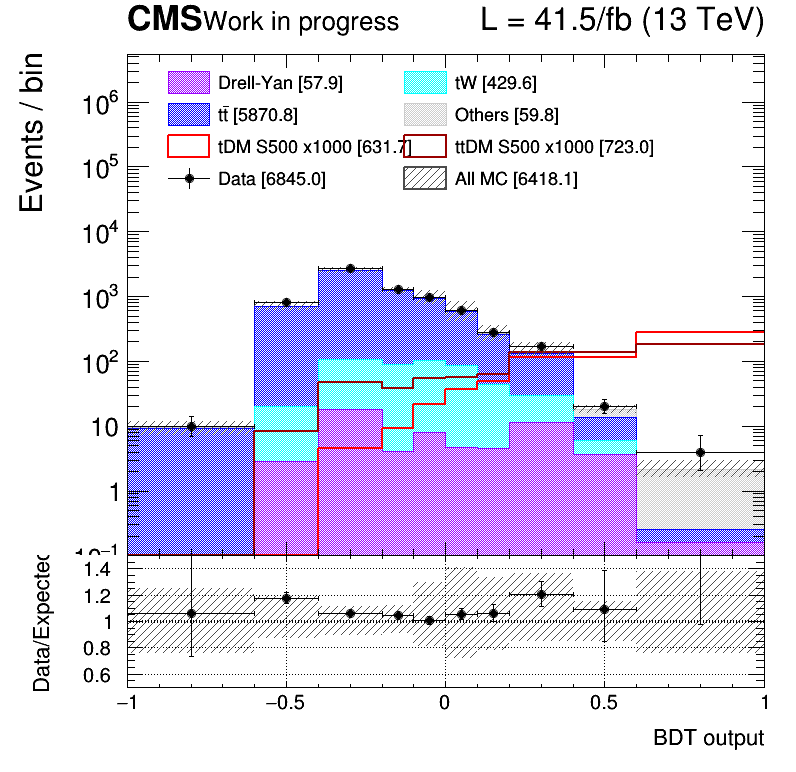 CMS Work in progress L = 41.5/fb (13 TeV)
Events / bin
Drell-Yan [57.9] tW [429.6]
tt̄ [5870.8] Others [59.8]
tDM S500 x1000 [631.7] ttDM S500 x1000 [723.0]
Data [6845.0] All MC [6418.1]
10⁶
10⁵
10⁴
10³
10²
10
1
10⁻¹
Data/Expected
1.4
1.2
1
0.8
0.6
−1 −0.5 0 0.5 1
BDT output